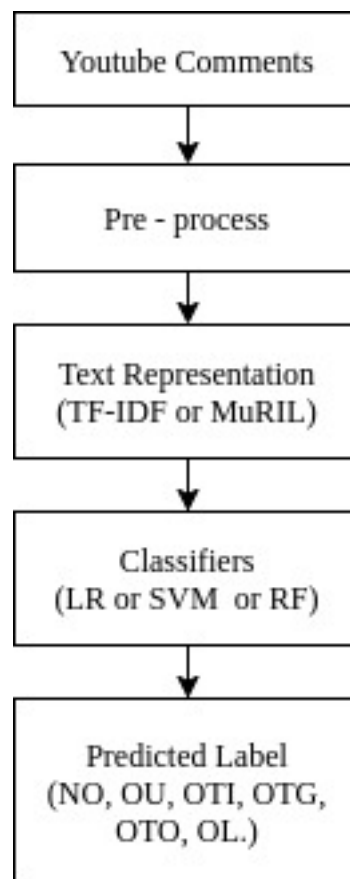 Youtube Comments
Pre - process
Text Representation
(TF-IDF or MuRIL)
Classifiers
(LR or SVM or RF)
Predicted Label
(NO, OU, OTI, OTG,
OTO, OL.)